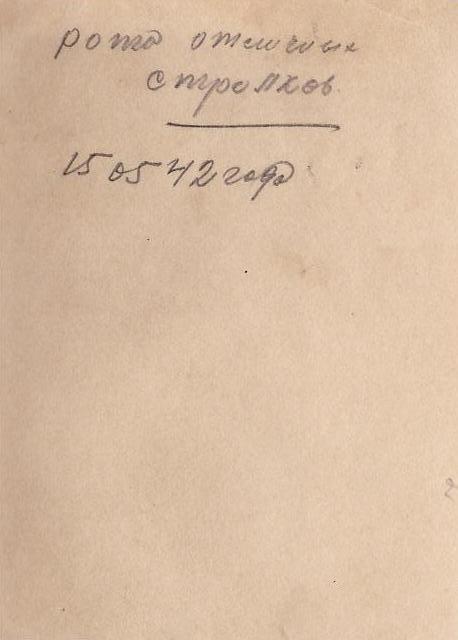 рота отличных
стрелков
15 05 42 года